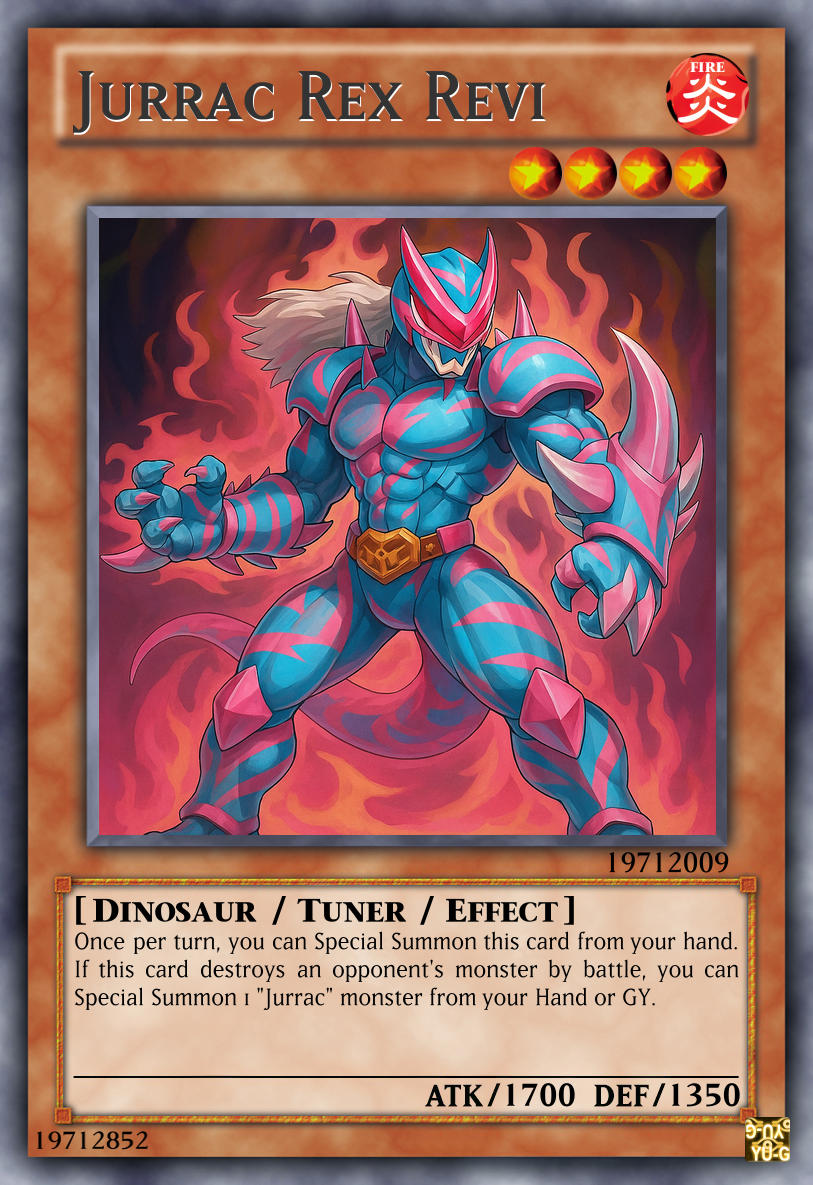 Jurrac Rex Revi
FIRE
炎
19712009
[ Dinosaur / Tuner / Effect ]
Once per turn, you can Special Summon this card from your hand.
If this card destroys an opponent's monster by battle, you can
Special Summon 1 "Jurrac" monster from your Hand or GY.
ATK/1700 DEF/1350
19712852